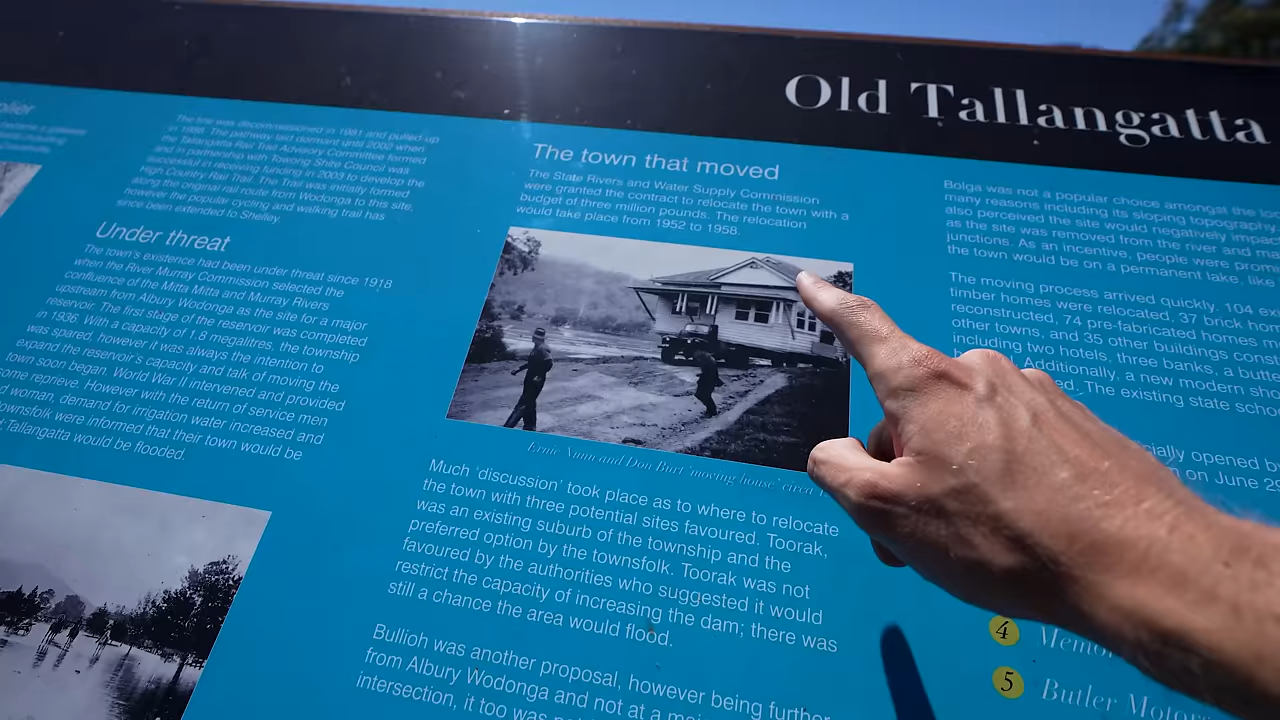 Old Tallangatta
plier
The line was decommissioned in 1981 and pulled up
in 1986. The pathway laid dormant until 2002 when
the Tallangatta Rail Trail Advisory Committee formed
and in partnership with Towong Shire Council was
successful in receiving funding in 2003 to develop the
High Country Rail Trail. The Trail was initially formed
along the original rail route from Wodonga to this site,
however the popular cycling and walking trail has
since been extended to Shelley.
Under threat
The town's existence had been under threat since 1918
when the River Murray Commission selected the
confluence of the Mitta Mitta and Murray Rivers
upstream from Albury Wodonga as the site for a major
reservoir. The first stage of the reservoir was completed
in 1936. With a capacity of 1.8 megalitres, the township
was spared, however it was always the intention to
expand the reservoir's capacity and talk of moving the
town soon began. World War II intervened and provided
some reprieve. However with the return of service men
woman, demand for irrigation water increased and
ownsfolk were informed that their town would be
Tallangatta would be flooded.
The town that moved
The State Rivers and Water Supply Commission
were granted the contract to relocate the town with a
budget of three million pounds. The relocation
would take place from 1952 to 1958.
Ernie Nunn and Don Burt 'moving house' circa
Much 'discussion' took place as to where to relocate
the town with three potential sites favoured. Toorak,
was an existing suburb of the township and the
preferred option by the townsfolk. Toorak was not
favoured by the authorities who suggested it would
restrict the capacity of increasing the dam; there was
still a chance the area would flood.
Bullioh was another proposal, however being further
from Albury Wodonga and not at a
intersection, it too was
Bolga was not a popular choice amongst the
many reasons including its sloping topography.
also perceived the site would negatively
as the site was removed from the river and
junctions. As an incentive, people were
the town would be on a permanent lake, like
The moving process arrived quickly. 104
timber homes were relocated, 37 brick
reconstructed, 74 pre-fabricated homes
other towns, and 35 other buildings
including two hotels, three banks, a
Additionally, a new modern
The existing state
opened
on June
4
5 Butler